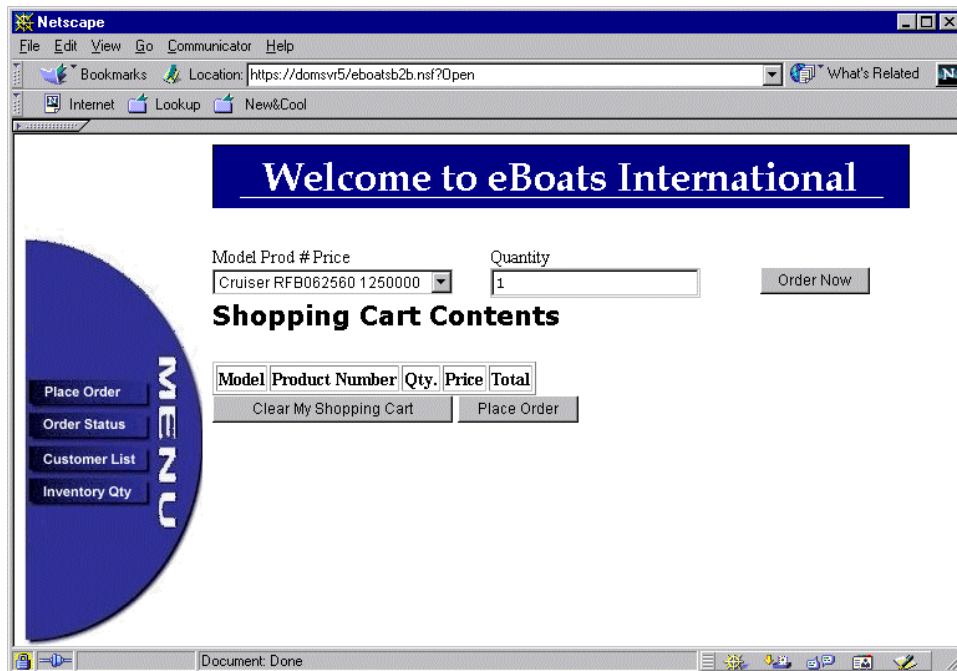 Netscape
File Edit View Go Communicator Help
Bookmarks Location: https://domsvr5/eboatsb2b.nsf?Open What's Related N
Internet Lookup New&Cool
Welcome to eBoats International
Model Prod # Price Quantity
Cruiser RFB062560 1250000 1 Order Now
Shopping Cart Contents
Model Product Number Qty. Price Total
Clear My Shopping Cart Place Order
MENU
Place Order
Order Status
Customer List
Inventory Qty
Document: Done